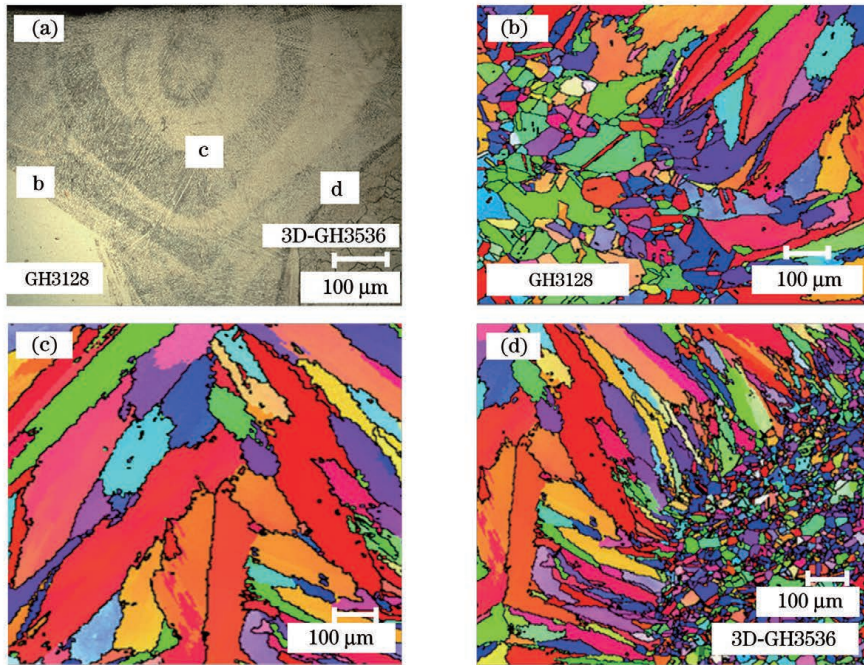 (a)
c
b
d
3D-GH3536
GH3128
100 μm
(b)
GH3128
100 μm
(c)
100 μm
(d)
100 μm
3D-GH3536